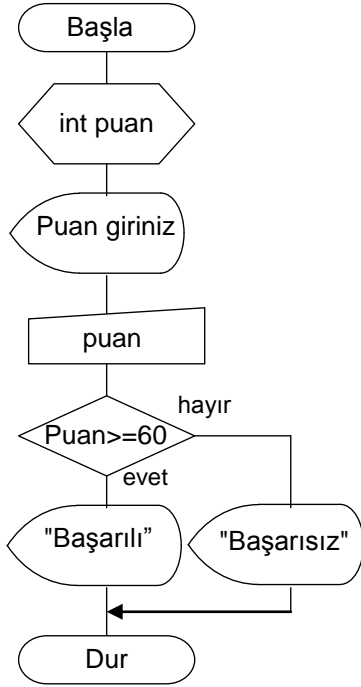 Başla
int puan
Puan giriniz
puan
hayır
Puan>=60
evet
"Başarılı”
"Başarısız"
Dur